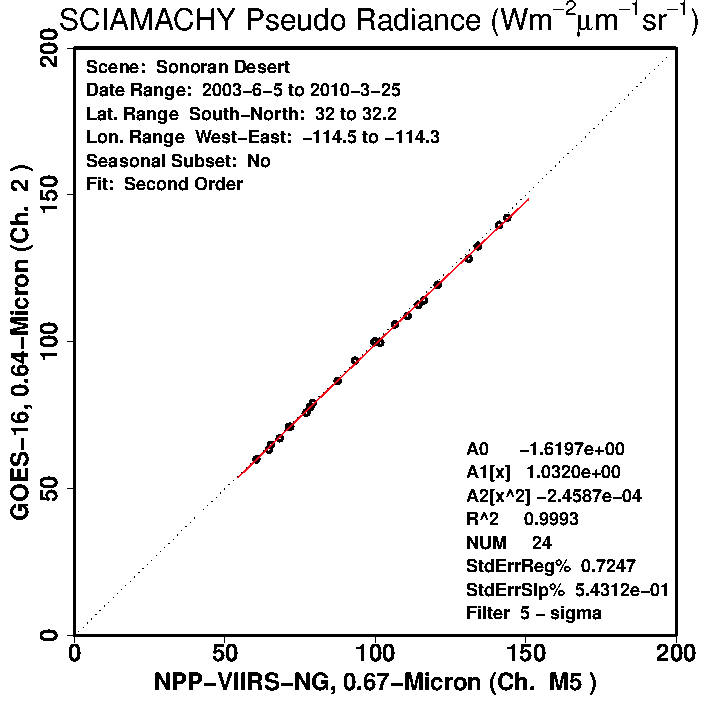 SCIAMACHY Pseudo Radiance (Wm−2μm−1sr−1)
Scene: Sonoran Desert
Date Range: 2003−6−5 to 2010−3−25
Lat. Range South−North: 32 to 32.2
Lon. Range West−East: −114.5 to −114.3
Seasonal Subset: No
Fit: Second Order
200
150
100
50
0
GOES−16, 0.64−Micron (Ch. 2 )
A0 −1.6197e+00
A1[x] 1.0320e+00
A2[x^2] −2.4587e−04
R^2 0.9993
NUM 24
StdErrReg% 0.7247
StdErrSlp% 5.4312e−01
Filter 5 − sigma
0 50 100 150 200
NPP−VIIRS−NG, 0.67−Micron (Ch. M5 )